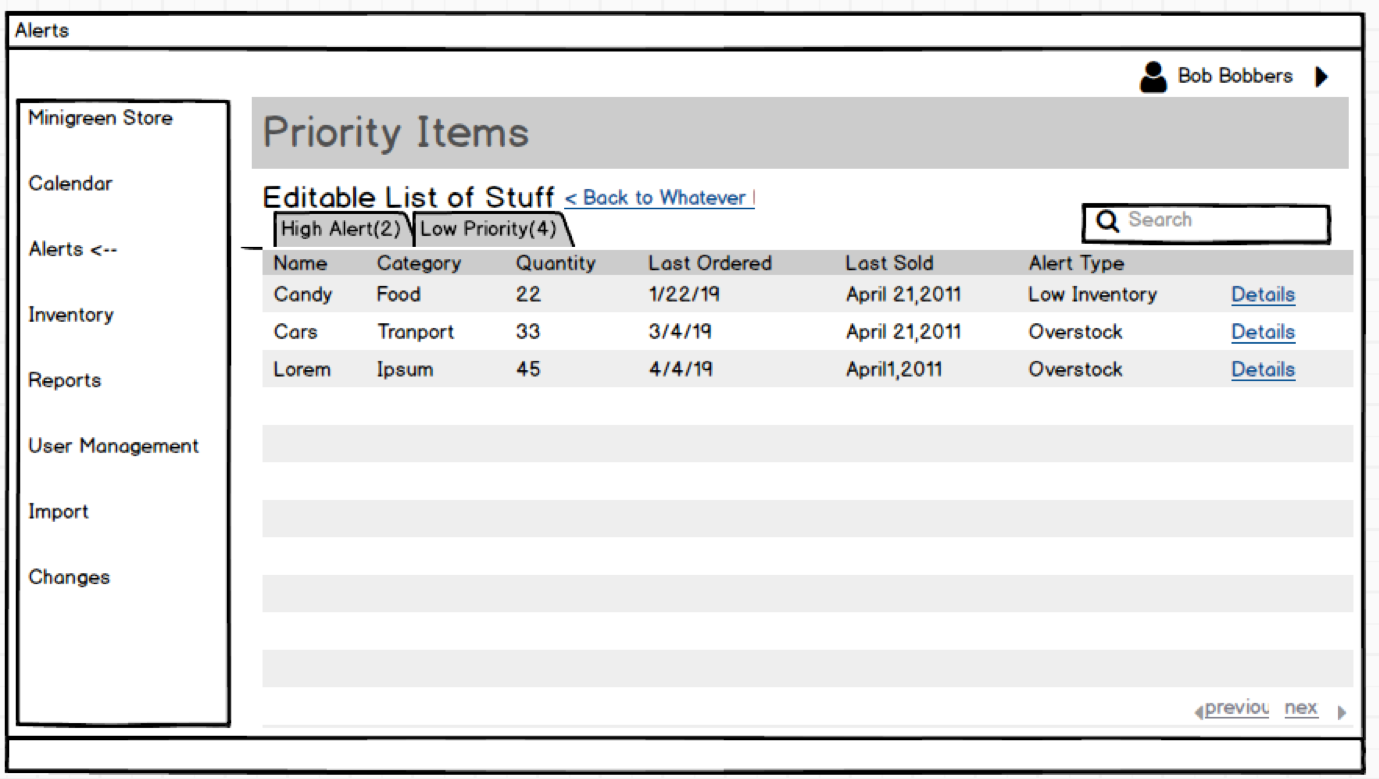 Alerts
Bob Bobbers
Minigreen Store
Calendar
Alerts <--
Inventory
Reports
User Management
Import
Changes
Priority Items
Editable List of Stuff < Back to Whatever
High Alert(2) Low Priority(4)
Search
Name Category Quantity Last Ordered Last Sold Alert Type
Candy Food 22 1/22/19 April 21,2011 Low Inventory Details
Cars Tranport 33 3/4/19 April 21,2011 Overstock Details
Lorem Ipsum 45 4/4/19 April1,2011 Overstock Details
previou nex